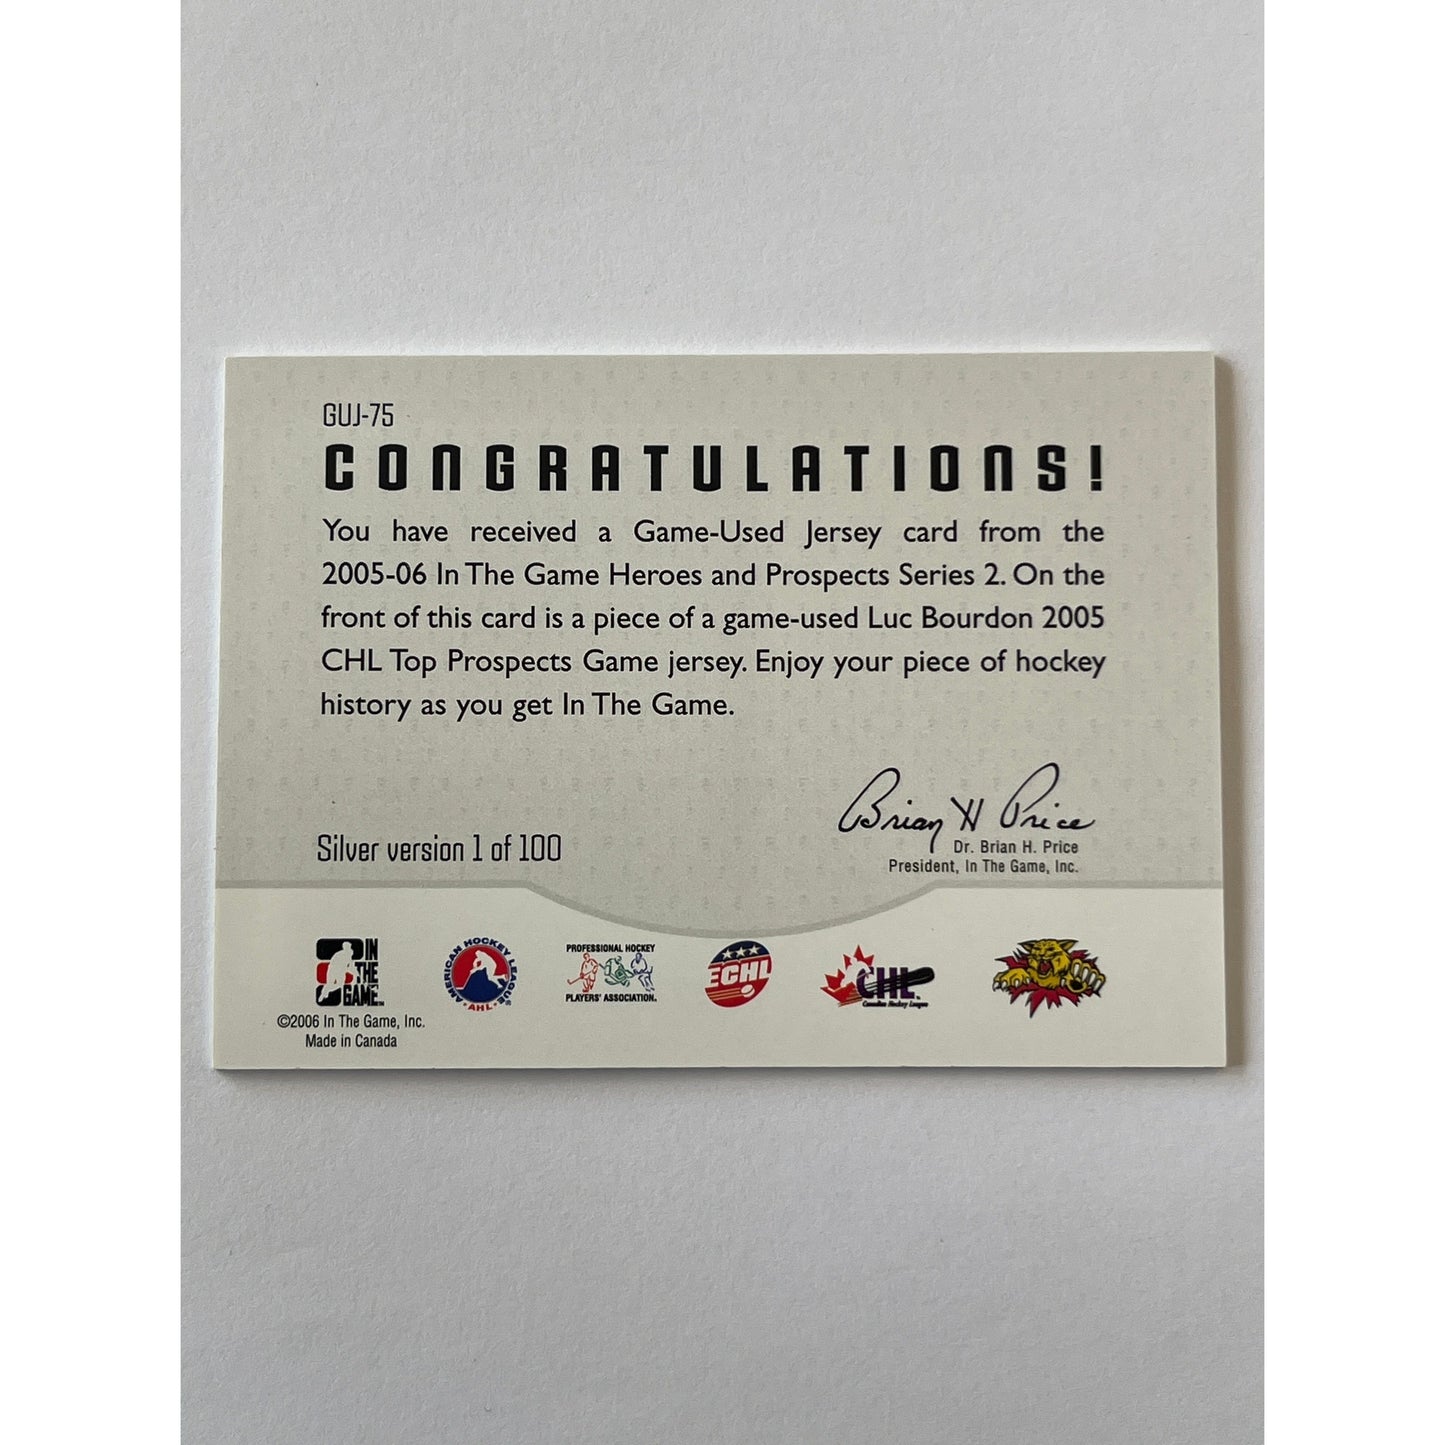 GUJ-75
CONGRATULATIONS!
You have received a Game-Used Jersey card from the
2005-06 In The Game Heroes and Prospects Series 2. On the
front of this card is a piece of a game-used Luc Bourdon 2005
CHL Top Prospects Game jersey. Enjoy your piece of hockey
history as you get In The Game.
Brian H Price
Silver version 1 of 100
Dr. Brian H. Price
President, In The Game, Inc.
IN
THE
GAME™
AMERICAN HOCKEY LEAGUE
• AHL •
PROFESSIONAL HOCKEY
PLAYERS' ASSOCIATION.
ECHL
CHL
Canadian Hockey League
©2006 In The Game, Inc.
Made in Canada